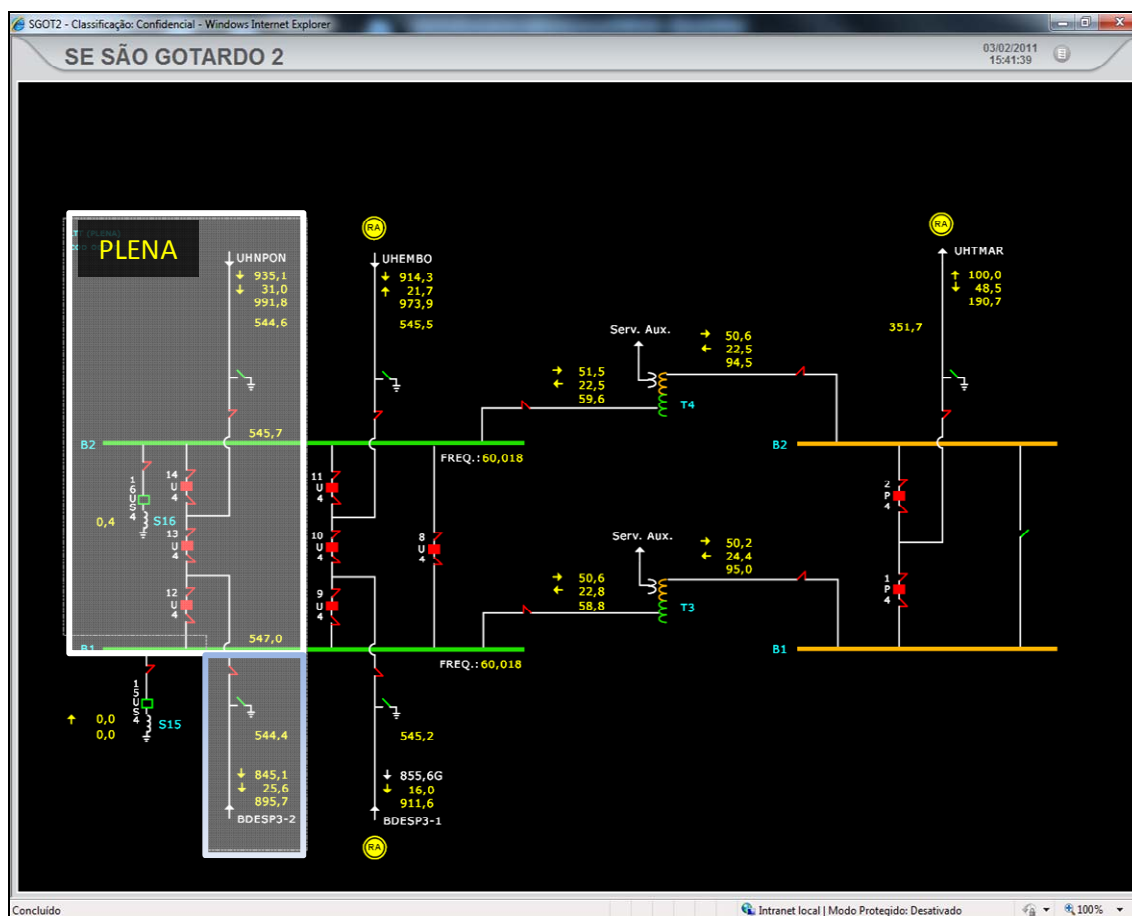 SGOT2 - Classificação: Confidencial - Windows Internet Explorer
SE SÃO GOTARDO 2
03/02/2011
15:41:39
PLENA
(PLENA)
UHNPON
935,1
31,0
991,8
544,6
RA
UHEMBO
914,3
21,7
973,9
545,5
RA
UHTMAR
100,0
48,5
190,7
351,7
Serv. Aux.
50,6
22,5
94,5
51,5
22,5
59,6
T4
B2
545,7
FREQ.:60,018
B2
14
U
4
16US4
S16
0,4
13
U
4
12
U
4
11
U
4
10
U
4
9
U
4
8
U
4
2
P
4
1
P
4
Serv. Aux.
50,2
24,4
95,0
50,6
22,8
58,8
T3
B1
547,0
FREQ.:60,018
B1
15US4
S15
0,0
0,0
544,4
545,2
845,1
25,6
895,7
BDESP3-2
855,6G
16,0
911,6
BDESP3-1
RA
Concluído
Intranet local | Modo Protegido: Desativado
100%